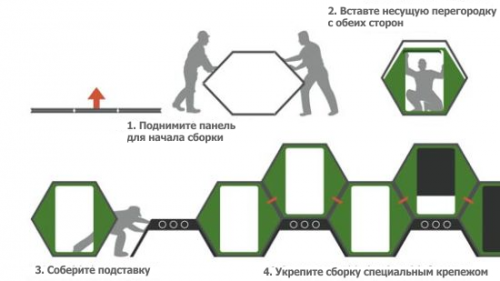 1. Поднимите панель
для начала сборки
2. Вставте несущую перегородку
с обеих сторон
3. Соберите подставку
4. Укрепите сборку специальным крепежом